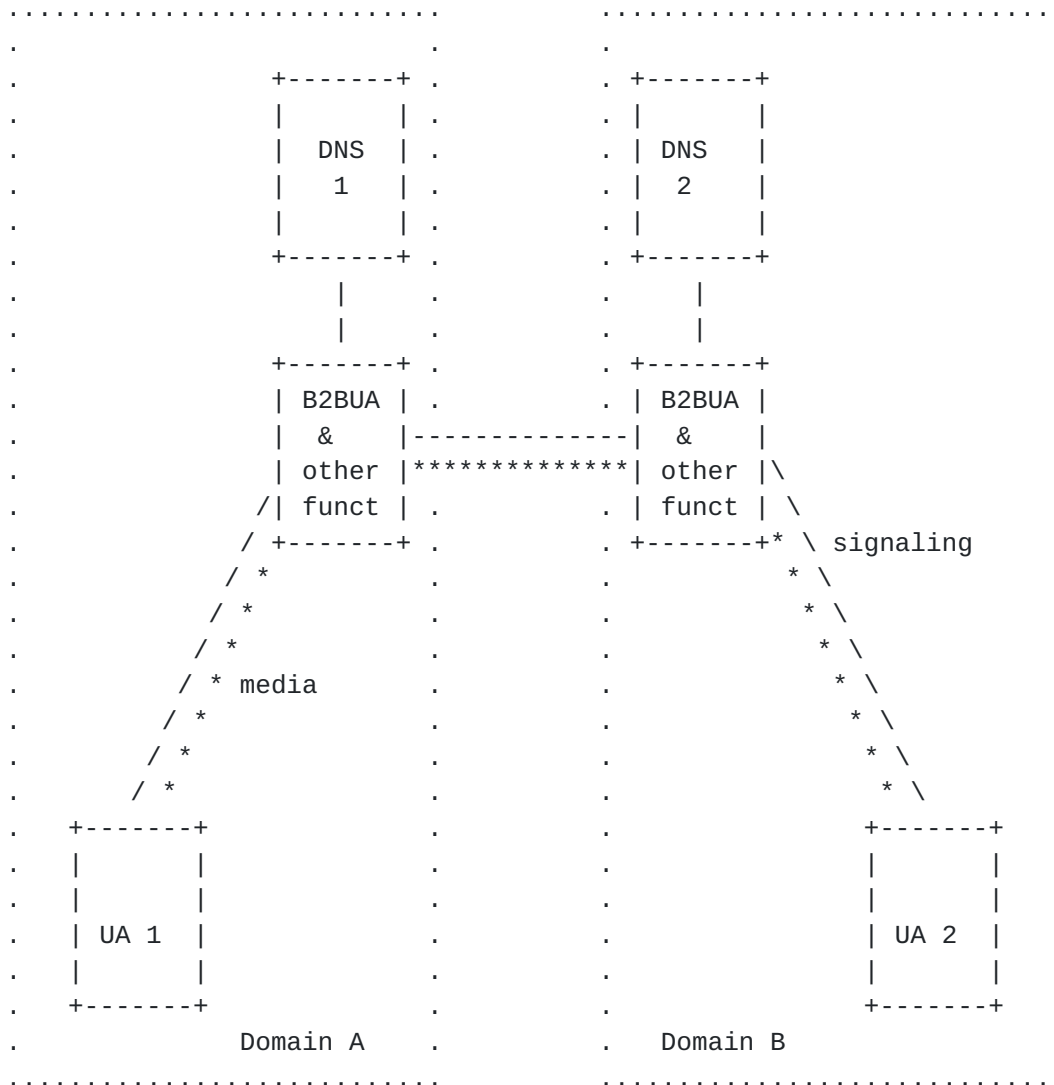 DNS DNS
1 2
B2BUA B2BUA
& &
other other
funct funct
signaling
media
UA 1 UA 2
Domain A Domain B